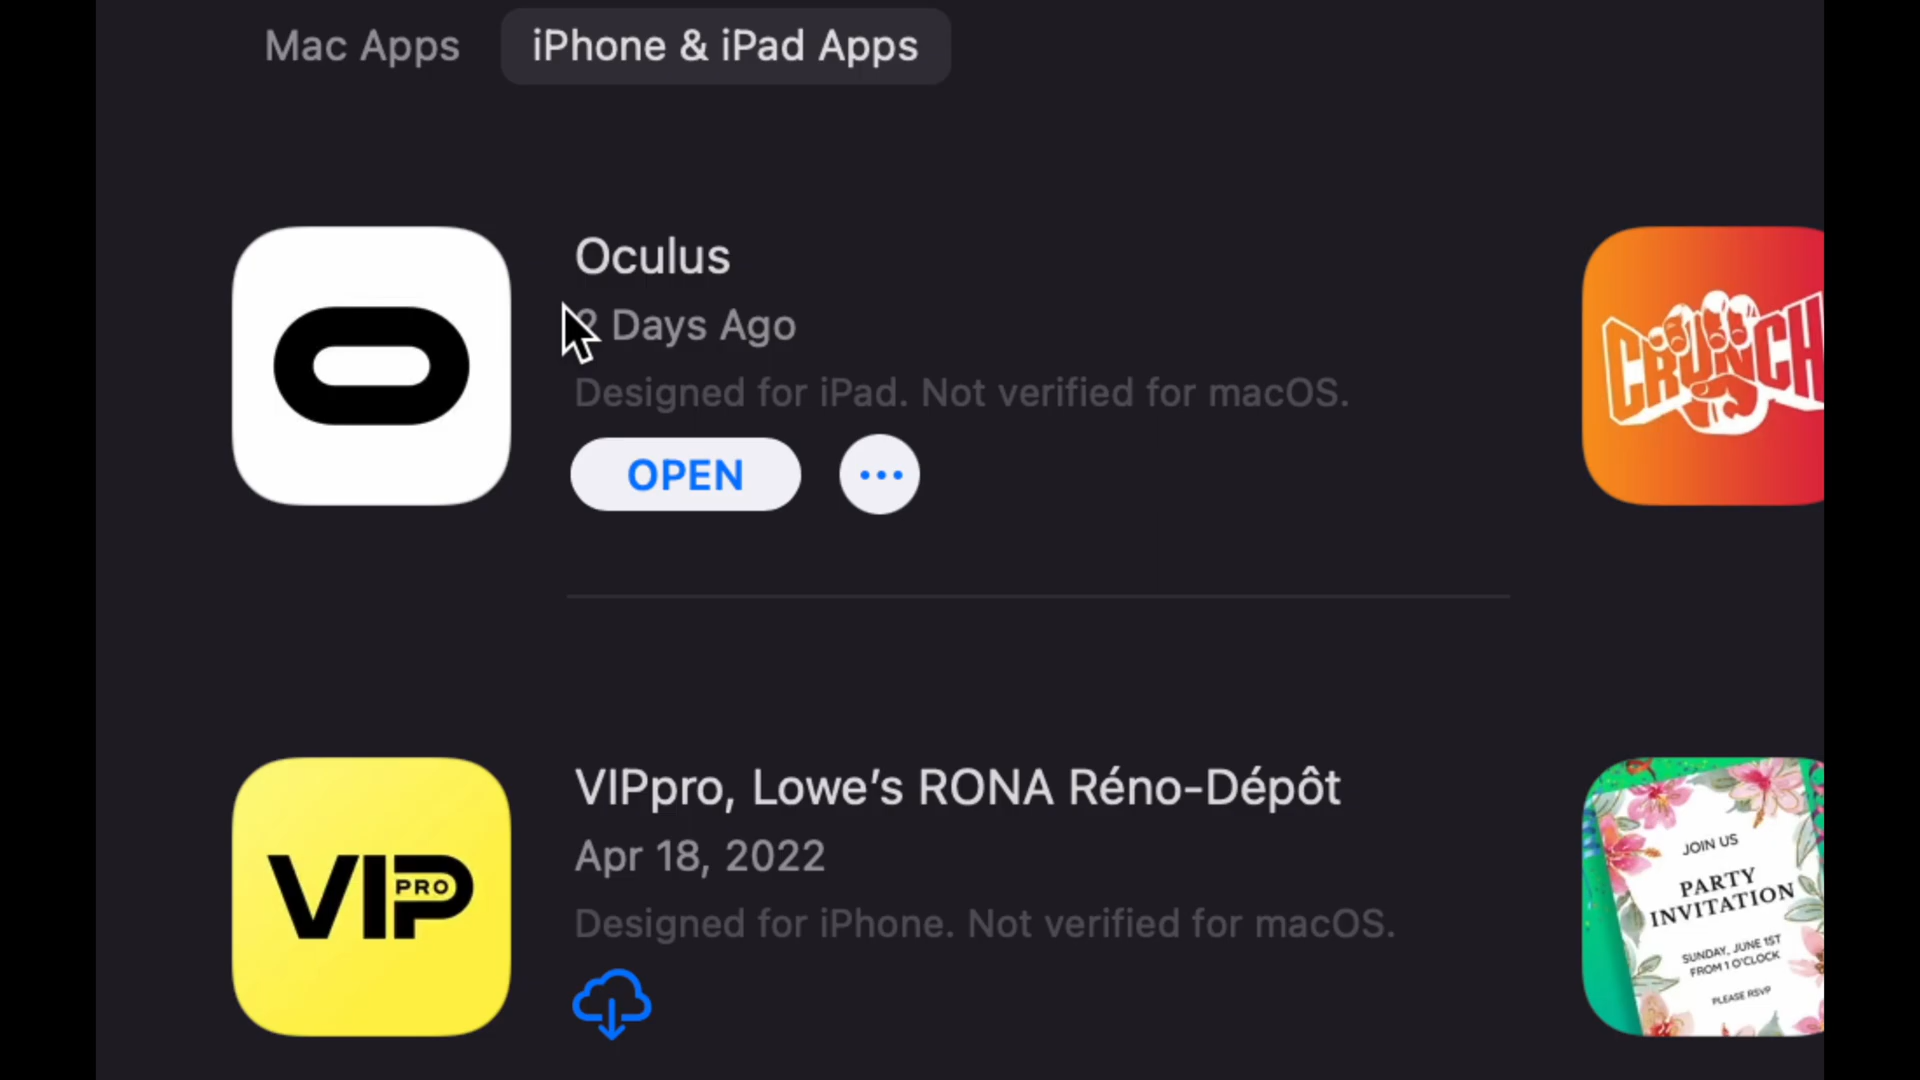 Mac Apps
iPhone & iPad Apps
Oculus
Days Ago
Designed for iPad. Not verified for macOS.
OPEN
CRUNCH
VIPpro, Lowe’s RONA Réno-Dépôt
Apr 18, 2022
Designed for iPhone. Not verified for macOS.
VIP
PRO
JOIN US
PARTY
INVITATION
SUNDAY, JUNE 1ST
FROM 1 O'CLOCK
PLEASE RSVP